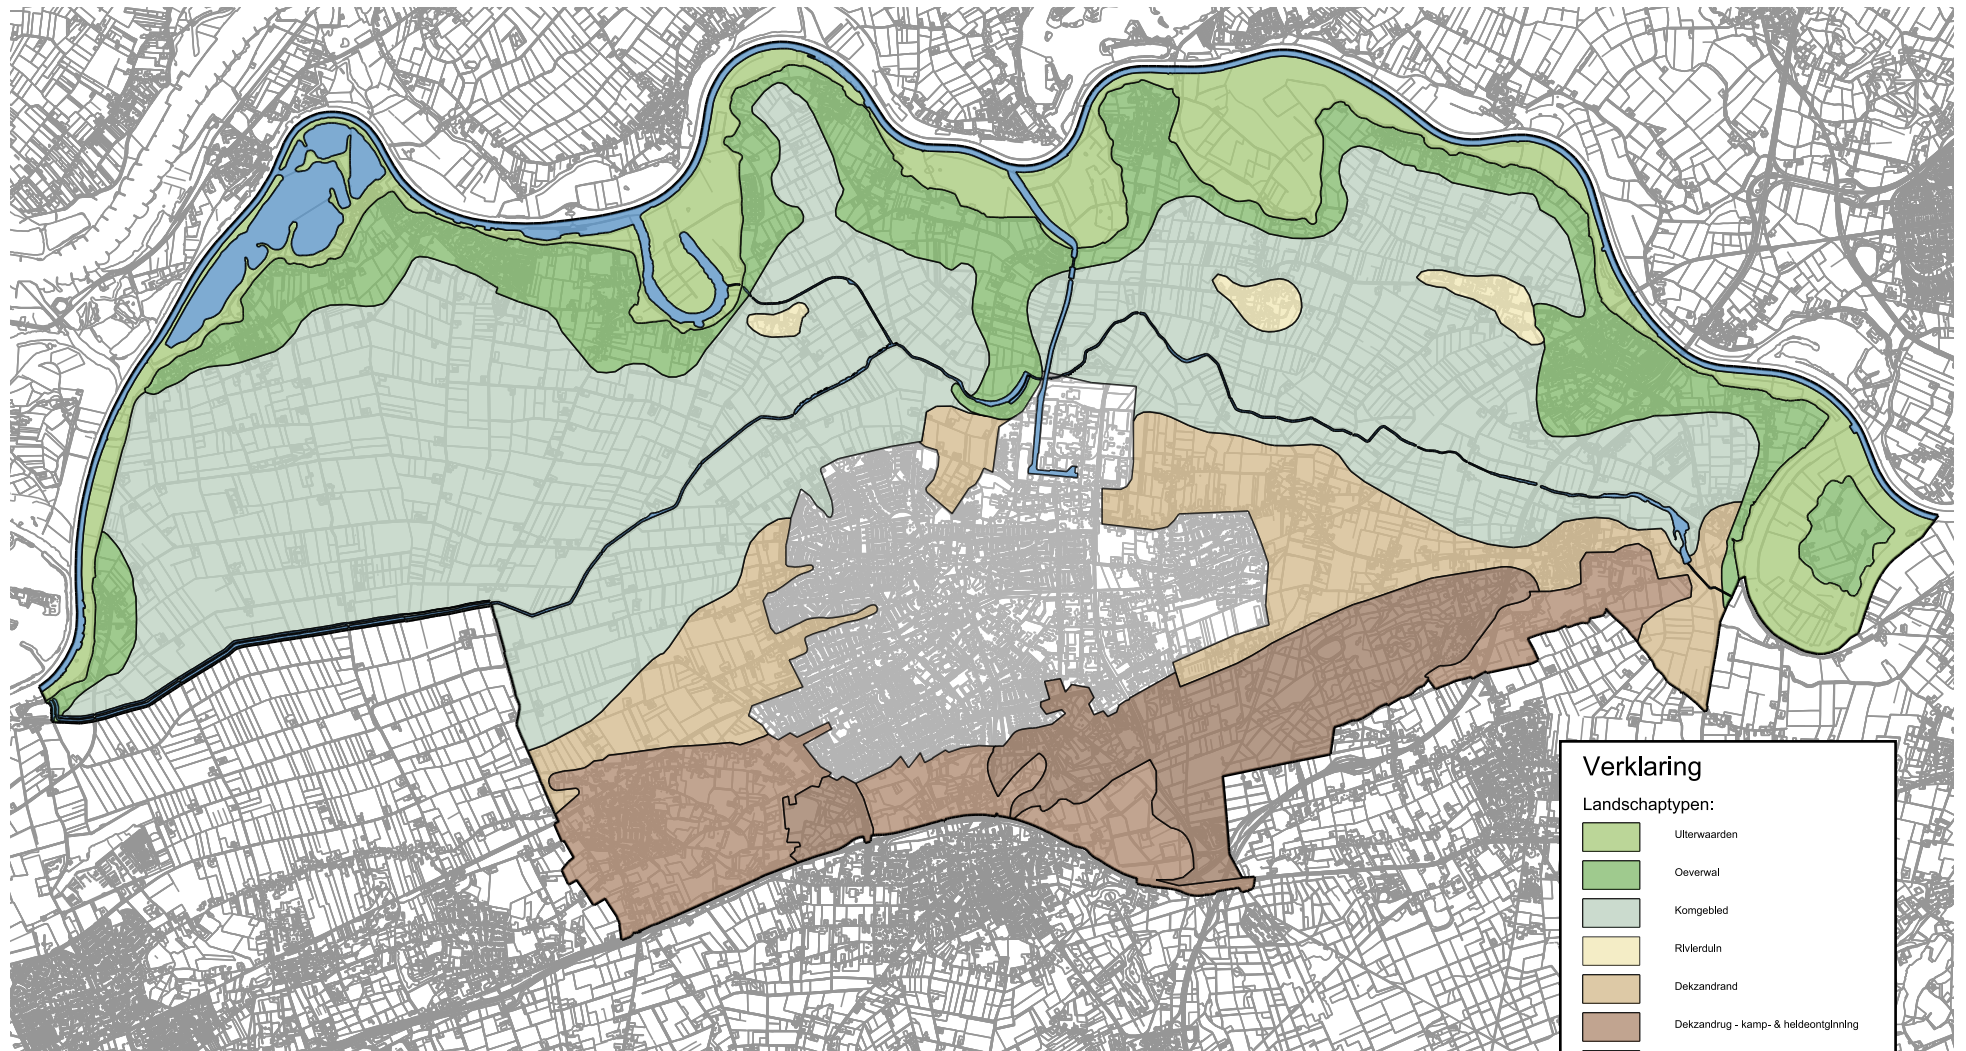 Verklaring
Landschaptypen:
Uiterwaarden
Oeverwal
Komgebied
Rivierduin
Dekzandrand
Dekzandrug - kamp- & heideontginning